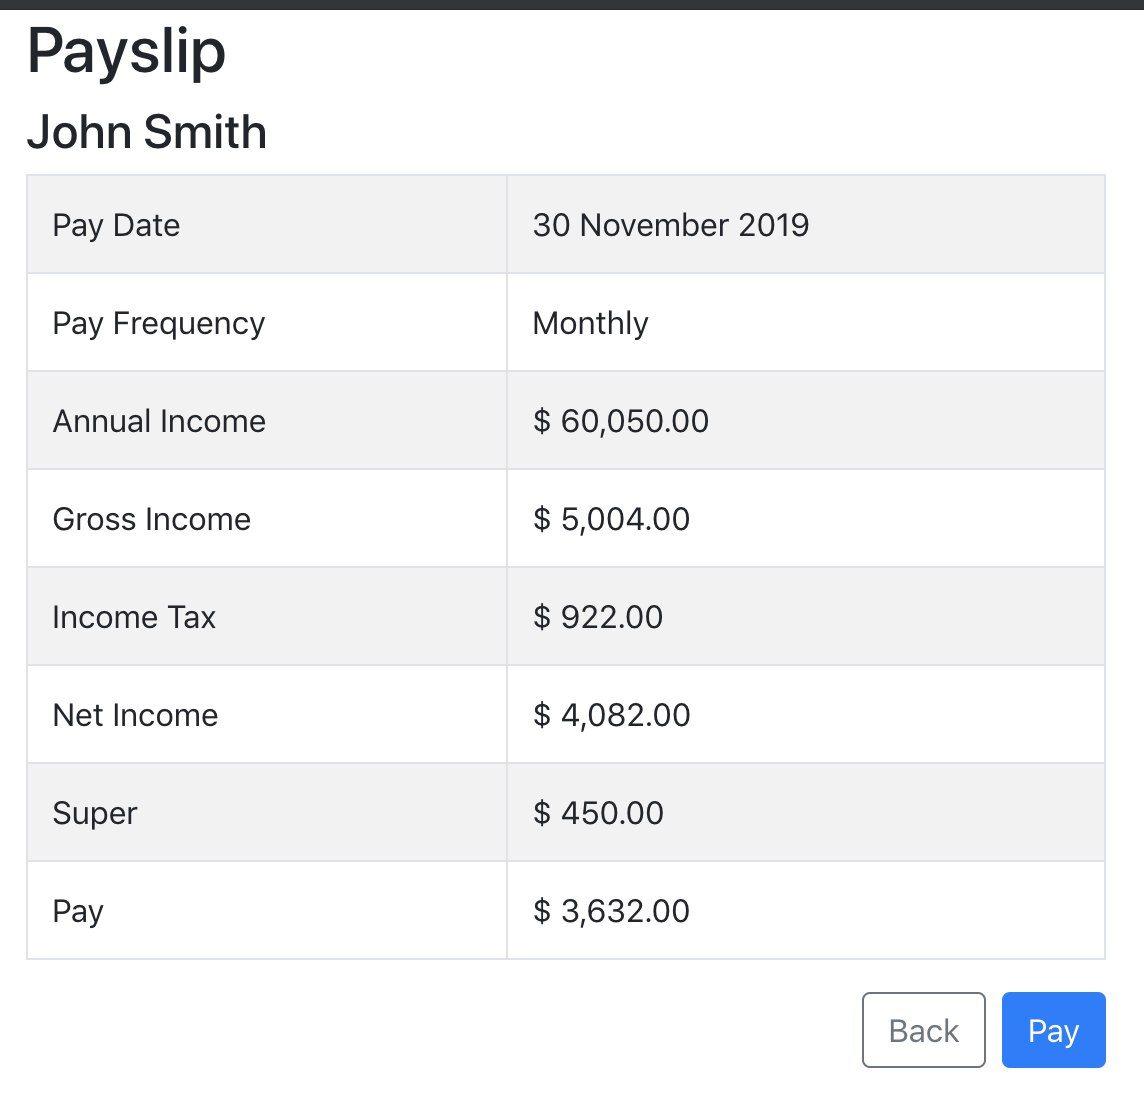 Payslip
John Smith
Pay Date 30 November 2019
Pay Frequency Monthly
Annual Income $ 60,050.00
Gross Income $ 5,004.00
Income Tax $ 922.00
Net Income $ 4,082.00
Super $ 450.00
Pay $ 3,632.00
Back Pay